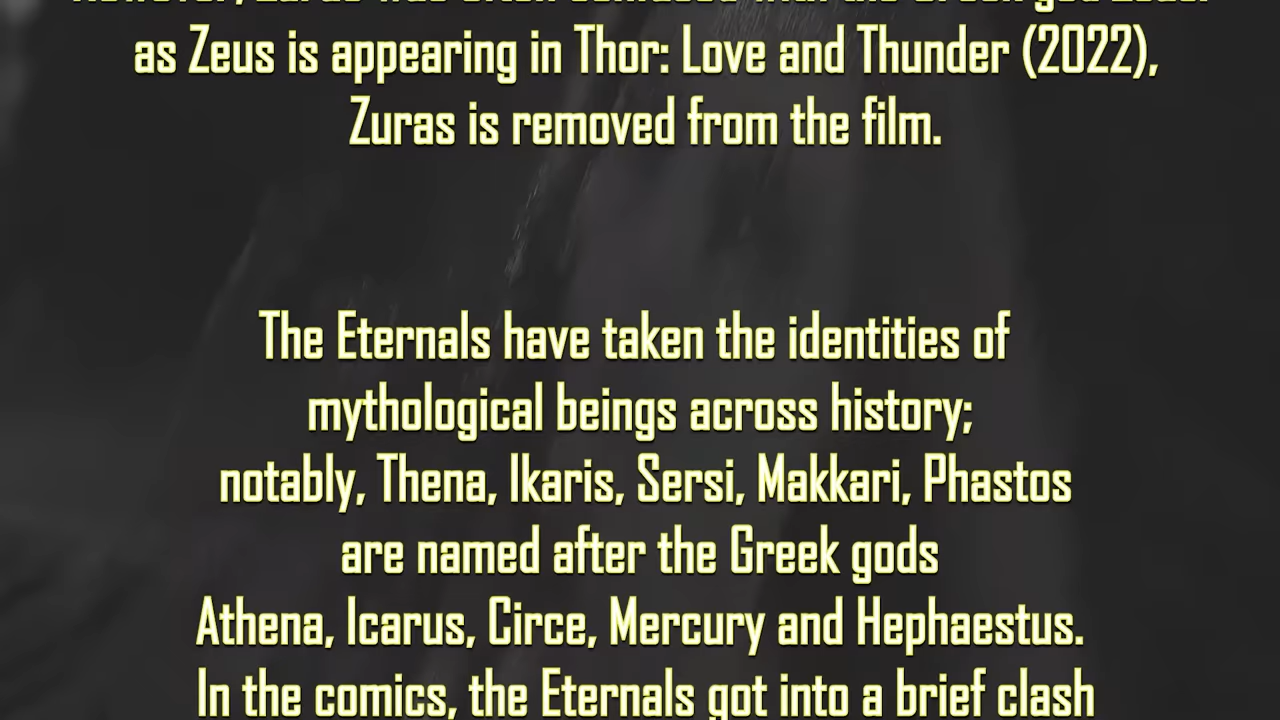 as Zeus is appearing in Thor: Love and Thunder (2022),
Zuras is removed from the film.
The Eternals have taken the identities of
mythological beings across history;
notably, Thena, Ikaris, Sersi, Makkari, Phastos
are named after the Greek gods
Athena, Icarus, Circe, Mercury and Hephaestus.
In the comics, the Eternals got into a brief clash